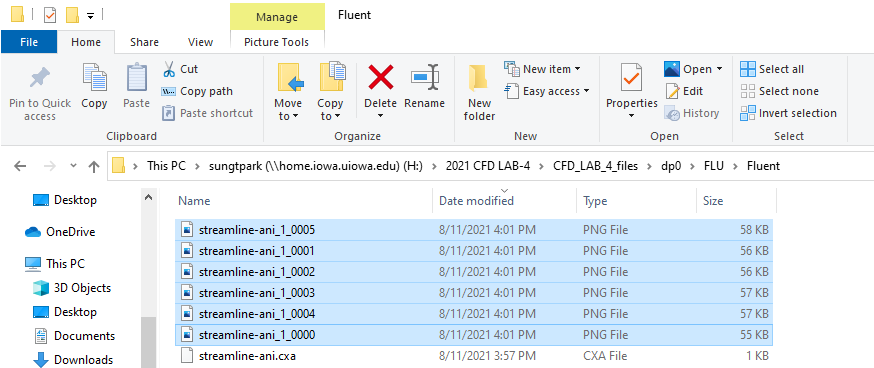 Manage Fluent
File Home Share View Picture Tools
Pin to Quick access
Copy
Paste
Cut
Copy path
Paste shortcut
Clipboard
Move to
Copy to
Delete
Rename
Organize
New folder
New item
Easy access
New
Properties
Open
Edit
History
Open
Select all
Select none
Invert selection
Select
This PC › sungtpark (\\home.iowa.uiowa.edu) (H:) › 2021 CFD LAB-4 › CFD_LAB_4_files › dp0 › FLU › Fluent
Desktop
OneDrive
This PC
3D Objects
Desktop
Documents
Downloads
Name Date modified Type Size
streamline-ani_1_0005 8/11/2021 4:01 PM PNG File 58 KB
streamline-ani_1_0001 8/11/2021 4:01 PM PNG File 56 KB
streamline-ani_1_0002 8/11/2021 4:01 PM PNG File 56 KB
streamline-ani_1_0003 8/11/2021 4:01 PM PNG File 57 KB
streamline-ani_1_0004 8/11/2021 4:01 PM PNG File 57 KB
streamline-ani_1_0000 8/11/2021 4:01 PM PNG File 55 KB
streamline-ani.cxa 8/11/2021 3:57 PM CXA File 1 KB